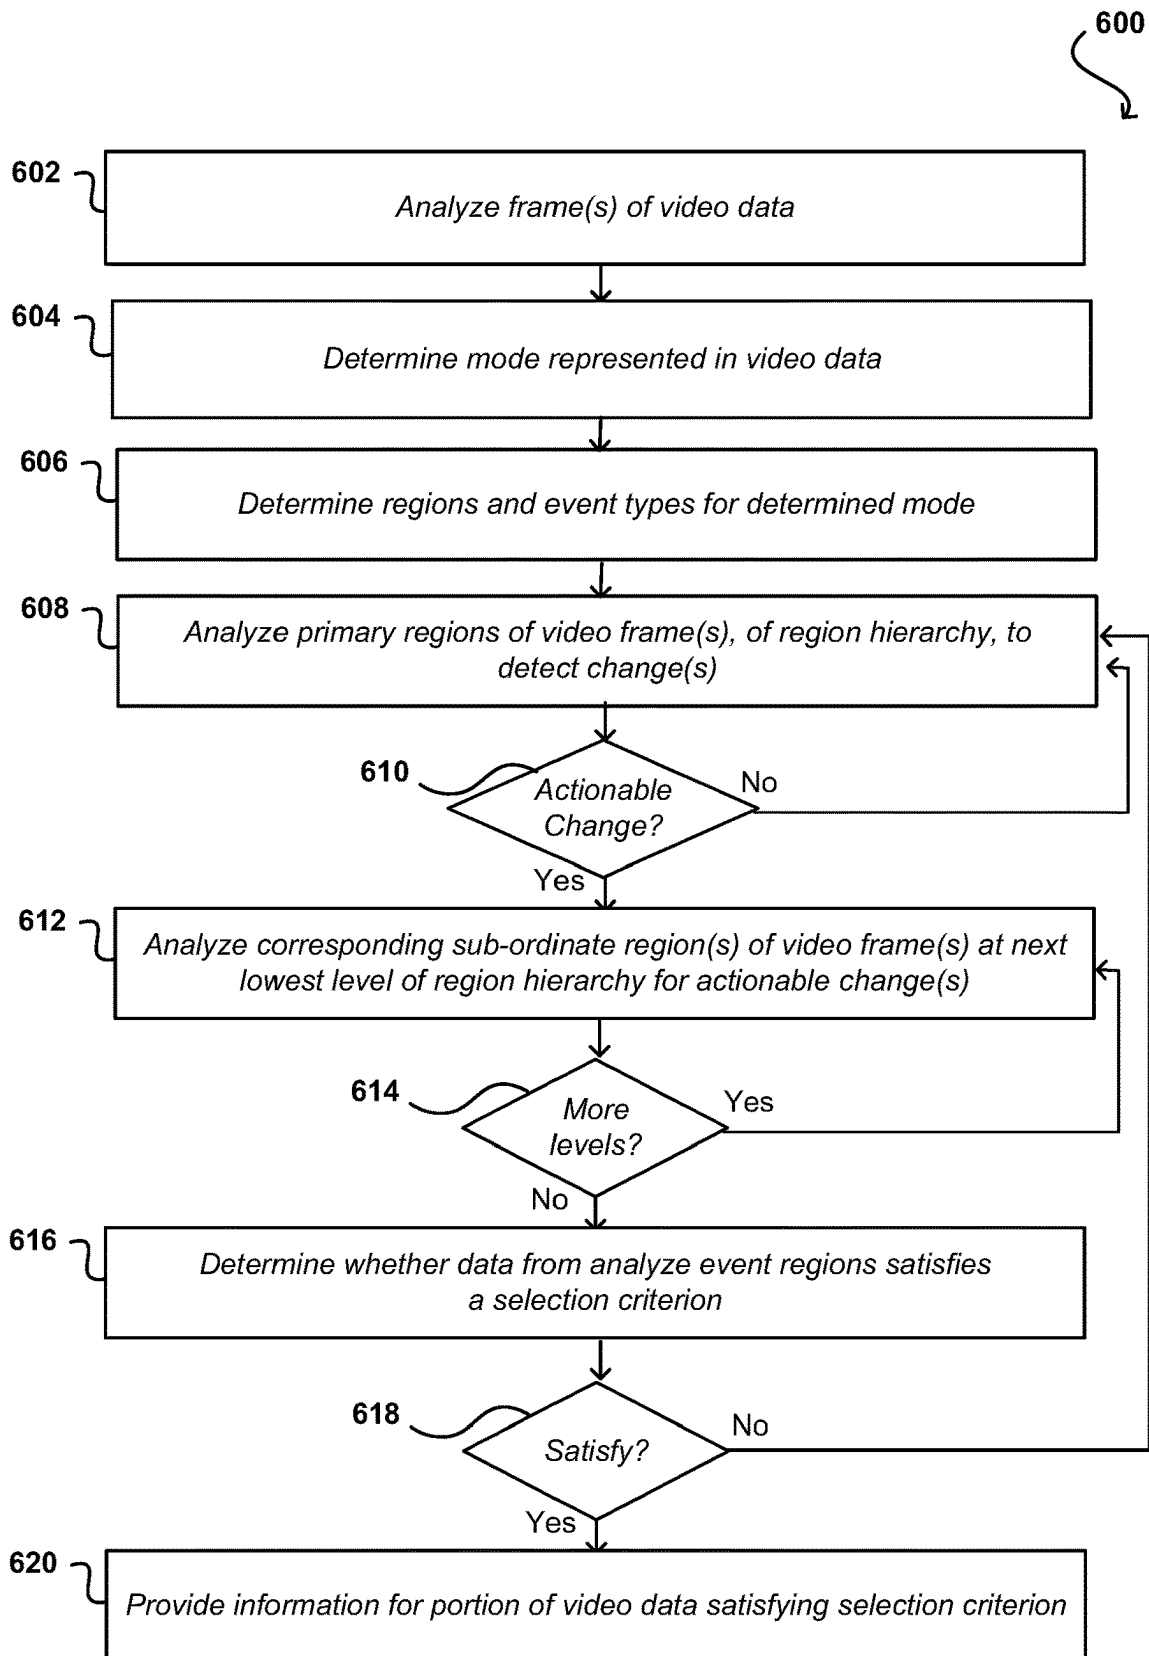 600
602
Analyze frame(s) of video data
604
Determine mode represented in video data
606
Determine regions and event types for determined mode
608
Analyze primary regions of video frame(s), of region hierarchy, to
detect change(s)
610
Actionable
Change?
No
Yes
612
Analyze corresponding sub-ordinate region(s) of video frame(s) at next
lowest level of region hierarchy for actionable change(s)
614
More
levels?
Yes
No
616
Determine whether data from analyze event regions satisfies
a selection criterion
618
Satisfy?
No
Yes
620
Provide information for portion of video data satisfying selection criterion